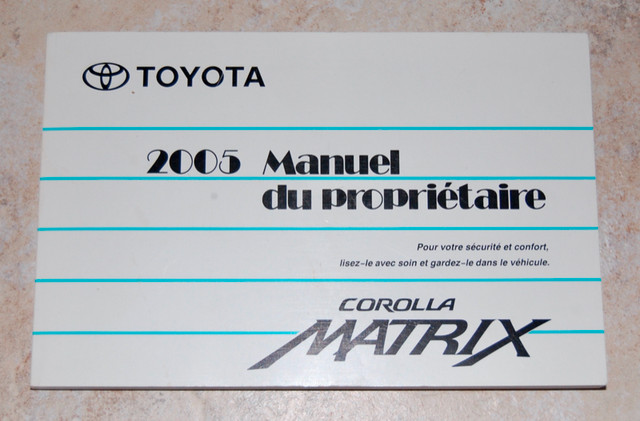 TOYOTA
2005 Manuel
du propriétaire
Pour votre sécurité et confort,
lisez-le avec soin et gardez-le dans le véhicule.
COROLLA
MATRIX